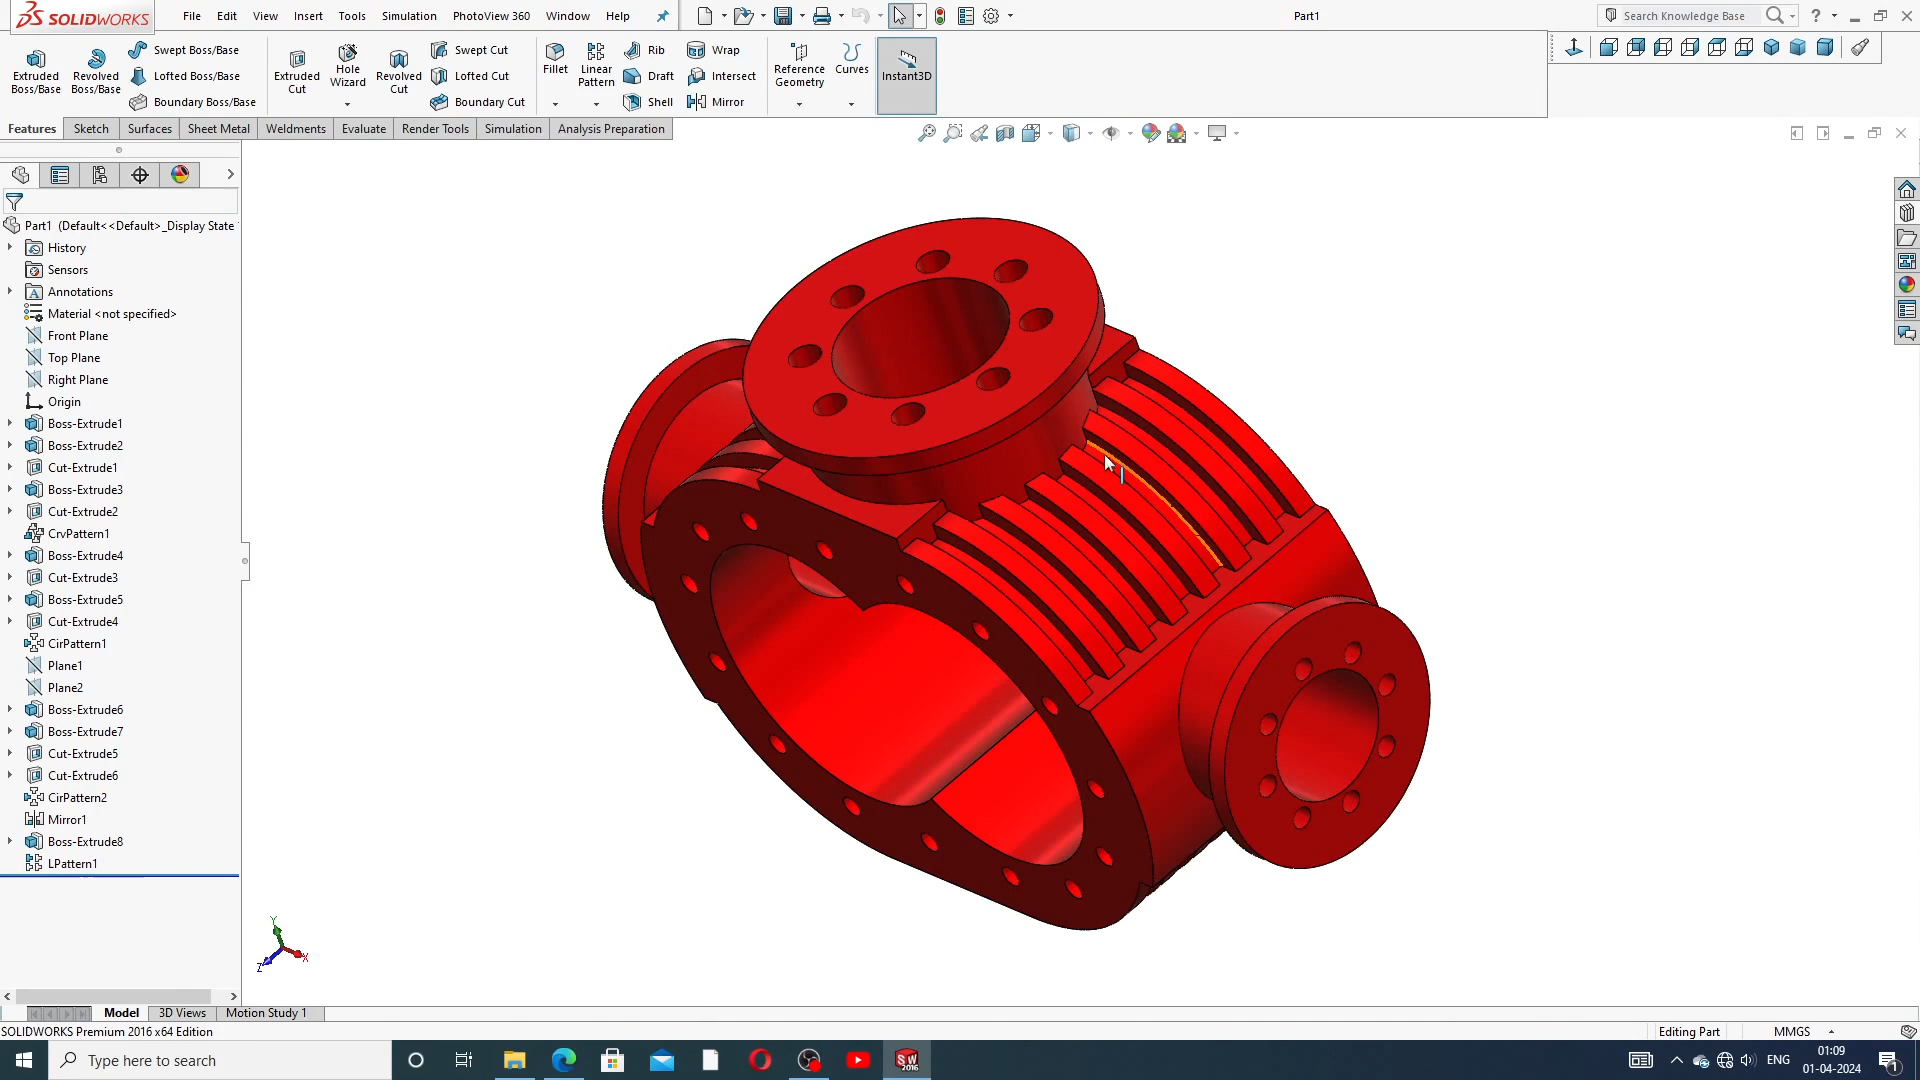 SOLIDWORKS File Edit View Insert Tools Simulation PhotoView 360 Window Help Part1 Search Knowledge Base ?
Extruded Boss/Base
Revolved Boss/Base
Swept Boss/Base
Lofted Boss/Base
Boundary Boss/Base
Extruded Cut
Hole Wizard
Revolved Cut
Swept Cut
Lofted Cut
Boundary Cut
Fillet
Linear Pattern
Rib
Draft
Shell
Wrap
Intersect
Mirror
Reference Geometry
Curves
Instant3D
Features Sketch Surfaces Sheet Metal Weldments Evaluate Render Tools Simulation Analysis Preparation
Part1 (Default<<Default>_Display State
History
Sensors
Annotations
Material <not specified>
Front Plane
Top Plane
Right Plane
Origin
Boss-Extrude1
Boss-Extrude2
Cut-Extrude1
Boss-Extrude3
Cut-Extrude2
CrvPattern1
Boss-Extrude4
Cut-Extrude3
Boss-Extrude5
Cut-Extrude4
CirPattern1
Plane1
Plane2
Boss-Extrude6
Boss-Extrude7
Cut-Extrude5
Cut-Extrude6
CirPattern2
Mirror1
Boss-Extrude8
LPattern1
Y
X
Z
Model 3D Views Motion Study 1
SOLIDWORKS Premium 2016 x64 Edition Editing Part MMGS
Type here to search
SW 2016
ENG
01:09
01-04-2024
1